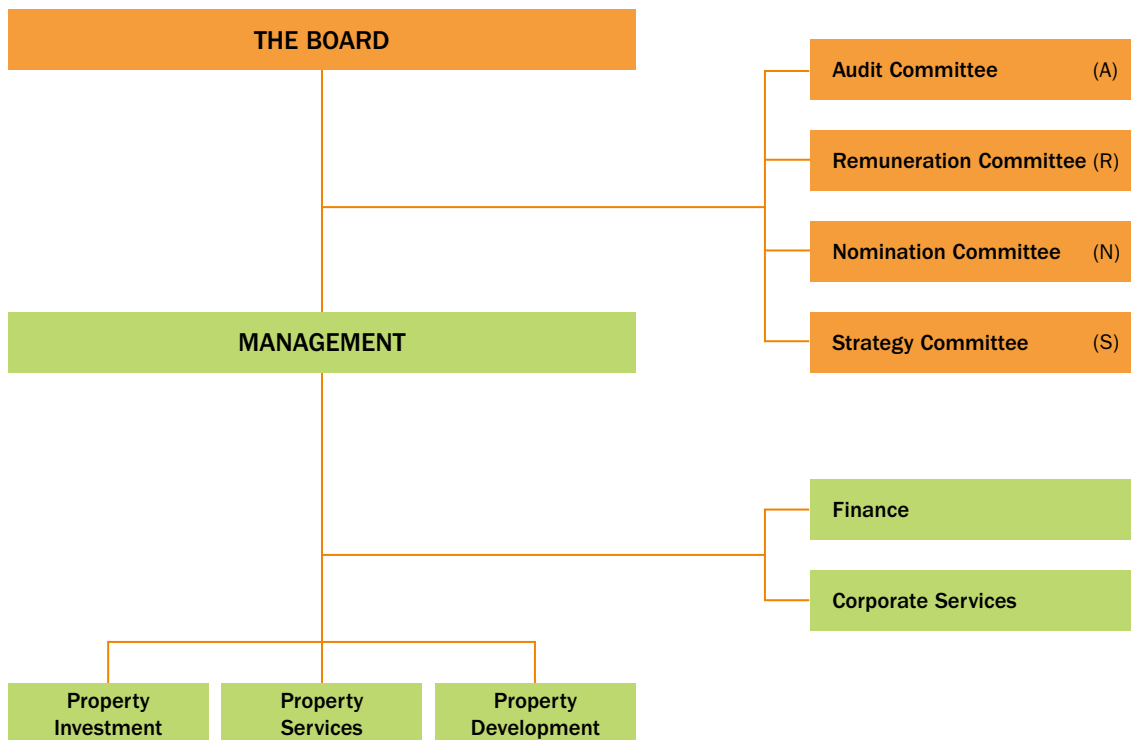 THE BOARD
Audit Committee (A)
Remuneration Committee (R)
Nomination Committee (N)
MANAGEMENT
Strategy Committee (S)
Finance
Corporate Services
Property
Investment
Property
Services
Property
Development